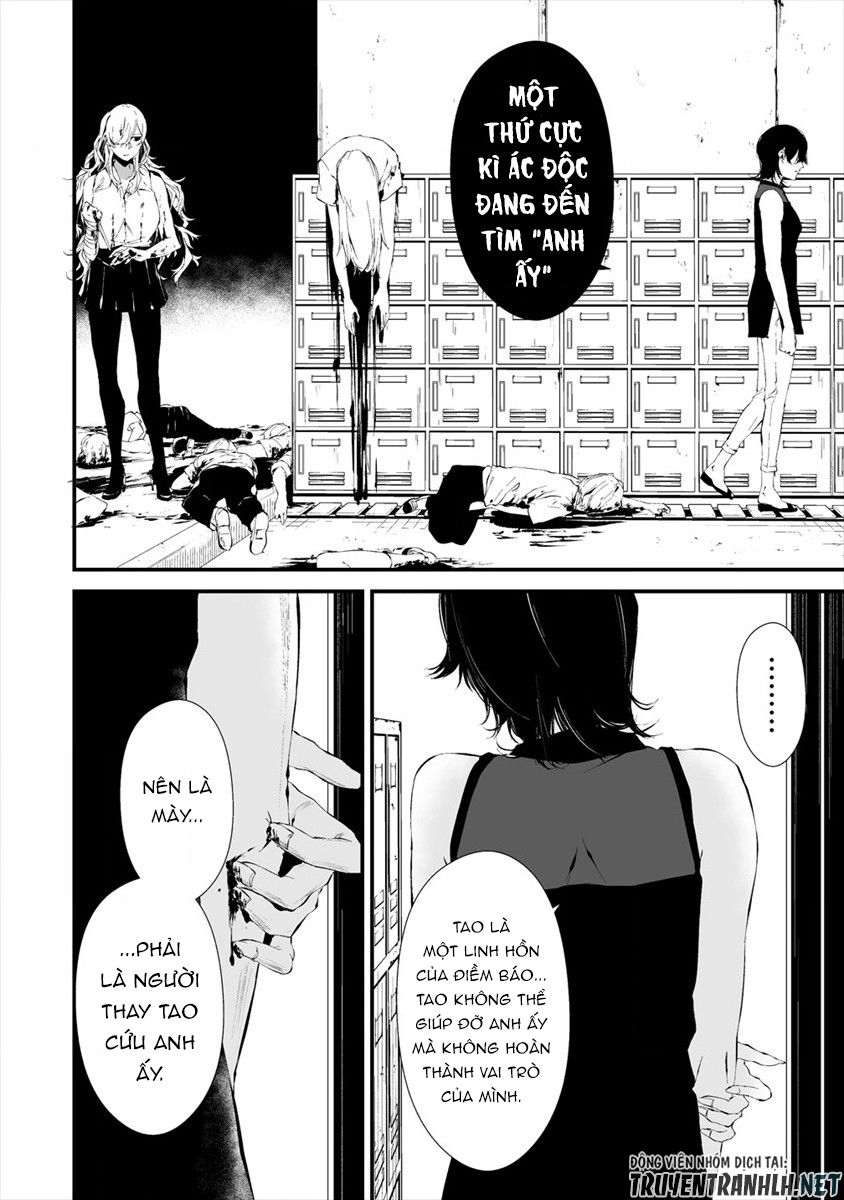 MỘT
THỨ CỰC
KÌ ÁC ĐỘC
ĐANG ĐẾN
TÌM "ANH
ẤY"
.........
TAO LÀ
MỘT LINH HỒN
CỦA ĐIỀM BÁO...
TAO KHÔNG THỂ
GIÚP ĐỠ ANH ẤY
MÀ KHÔNG HOÀN
THÀNH VAI TRÒ
CỦA MÌNH.
NÊN LÀ
MÀY...
...PHẢI
LÀ NGƯỜI
THAY TAO
CỨU ANH
ẤY.
ĐỘNG VIÊN NHÓM DỊCH TẠI:
TRUYENTRANHLH.NET